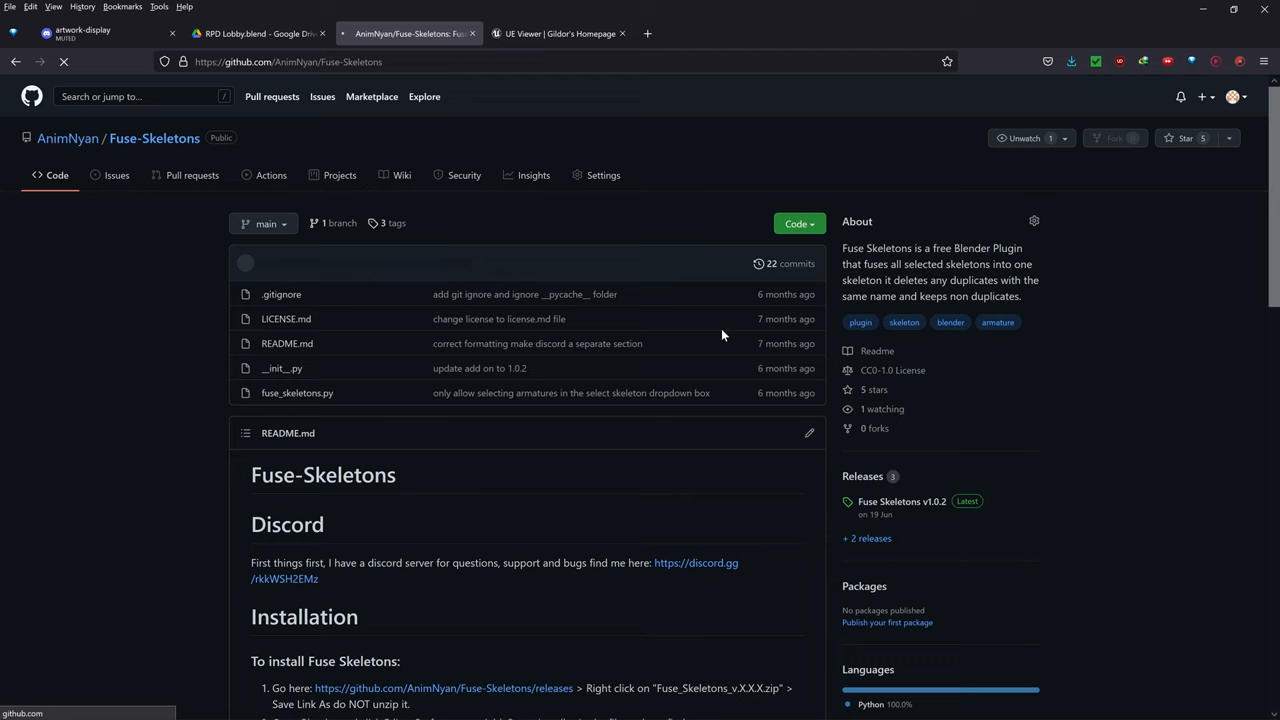 File Edit View History Bookmarks Tools Help
artwork-display
MUTED
RPD Lobby.blend - Google Driv
AnimNyan/Fuse-Skeletons: Fus
UE Viewer | Gildor's Homepage
https://github.com/AnimNyan/Fuse-Skeletons
Search or jump to...
/
Pull requests
Issues
Marketplace
Explore
AnimNyan / Fuse-Skeletons
Public
Unwatch 1
Fork
Star 5
Code
Issues
Pull requests
Actions
Projects
Wiki
Security
Insights
Settings
main
1 branch
3 tags
Code
22 commits
.gitignore add git ignore and ignore __pycache__ folder 6 months ago
LICENSE.md change license to license.md file 7 months ago
README.md correct formatting make discord a separate section 7 months ago
__init__.py update add on to 1.0.2 6 months ago
fuse_skeletons.py only allow selecting armatures in the select skeleton dropdown box 6 months ago
README.md
Fuse-Skeletons
Discord
First things first, I have a discord server for questions, support and bugs find me here: https://discord.gg
/rkkWSH2EMz
Installation
To install Fuse Skeletons:
1. Go here: https://github.com/AnimNyan/Fuse-Skeletons/releases > Right click on "Fuse_Skeletons_v.X.X.X.zip" >
Save Link As do NOT unzip it.
About
Fuse Skeletons is a free Blender Plugin
that fuses all selected skeletons into one
skeleton it deletes any duplicates with the
same name and keeps non duplicates.
plugin skeleton blender armature
Readme
CC0-1.0 License
5 stars
1 watching
0 forks
Releases 3
Fuse Skeletons v1.0.2 Latest
on 19 Jun
+ 2 releases
Packages
No packages published
Publish your first package
Languages
Python 100.0%
github.com